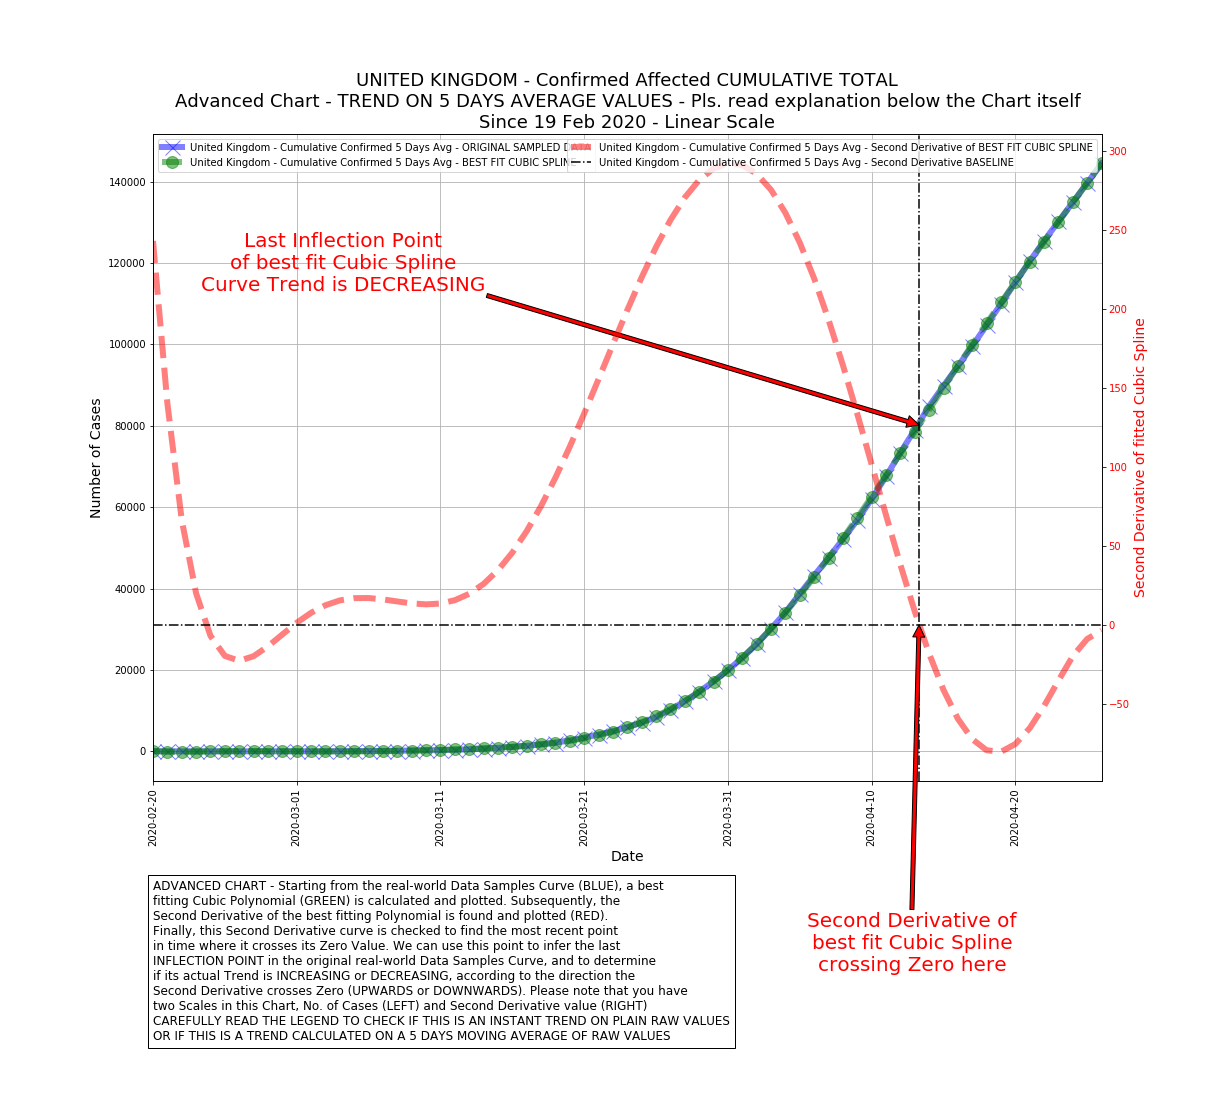 UNITED KINGDOM - Confirmed Affected CUMULATIVE TOTAL
Advanced Chart - TREND ON 5 DAYS AVERAGE VALUES - Pls. read explanation below the Chart itself
Since 19 Feb 2020 - Linear Scale
United Kingdom - Cumulative Confirmed 5 Days Avg - ORIGINAL SAMPLED
United Kingdom - Cumulative Confirmed 5 Days Avg - BEST FIT CUBIC SPLINE
United Kingdom - Cumulative Confirmed 5 Days Avg - Second Derivative of BEST FIT CUBIC SPLINE
United Kingdom - Cumulative Confirmed 5 Days Avg - Second Derivative BASELINE
Last Inflection Point
of best fit Cubic Spline
Curve Trend is DECREASING
Number of Cases
140000
120000
100000
80000
60000
40000
20000
0
300
250
200
150
100
50
0
−50
Second Derivative of fitted Cubic Spline
2020-02-20
2020-03-01
2020-03-11
2020-03-21
2020-03-31
2020-04-10
2020-04-20
Date
ADVANCED CHART - Starting from the real-world Data Samples Curve (BLUE), a best
fitting Cubic Polynomial (GREEN) is calculated and plotted. Subsequently, the
Second Derivative of the best fitting Polynomial is found and plotted (RED).
Finally, this Second Derivative curve is checked to find the most recent point
in time where it crosses its Zero Value. We can use this point to infer the last
INFLECTION POINT in the original real-world Data Samples Curve, and to determine
if its actual Trend is INCREASING or DECREASING, according to the direction the
Second Derivative crosses Zero (UPWARDS or DOWNWARDS). Please note that you have
two Scales in this Chart, No. of Cases (LEFT) and Second Derivative value (RIGHT)
CAREFULLY READ THE LEGEND TO CHECK IF THIS IS AN INSTANT TREND ON PLAIN RAW VALUES
OR IF THIS IS A TREND CALCULATED ON A 5 DAYS MOVING AVERAGE OF RAW VALUES
Second Derivative of
best fit Cubic Spline
crossing Zero here